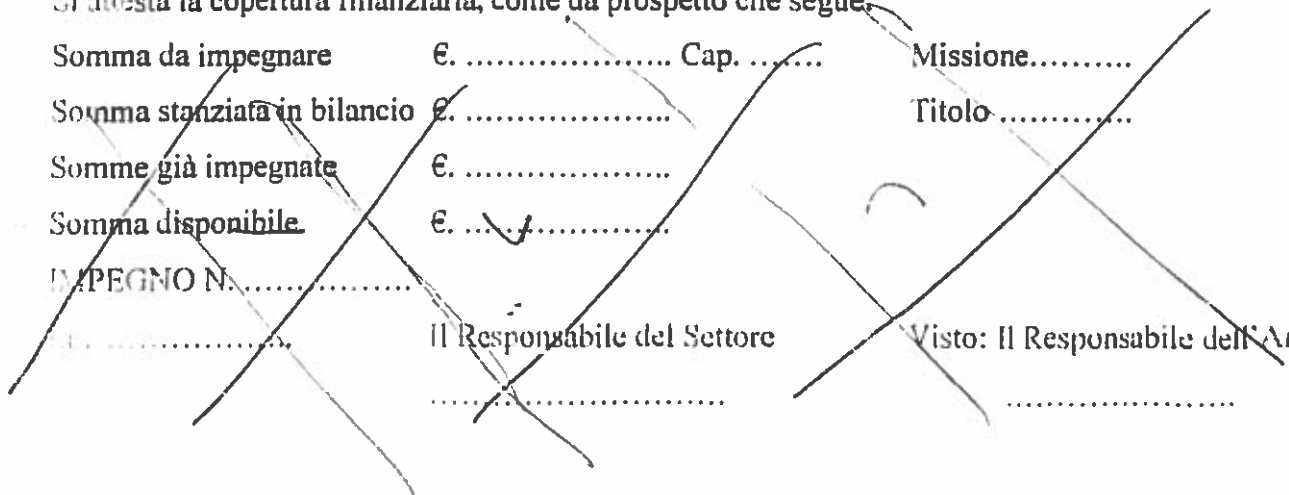 Si attesta la copertura finanziaria, come da prospetto che segue:
Somma da impegnare €. .................... Cap. ....... Missione..........
Somma stanziata in bilancio €. .................... Titolo .............
Somme già impegnate €. ....................
Somma disponibile €. ....................
IMPEGNO N. ................
Il Responsabile del Settore Visto: Il Responsabile dell'
............................. ......................